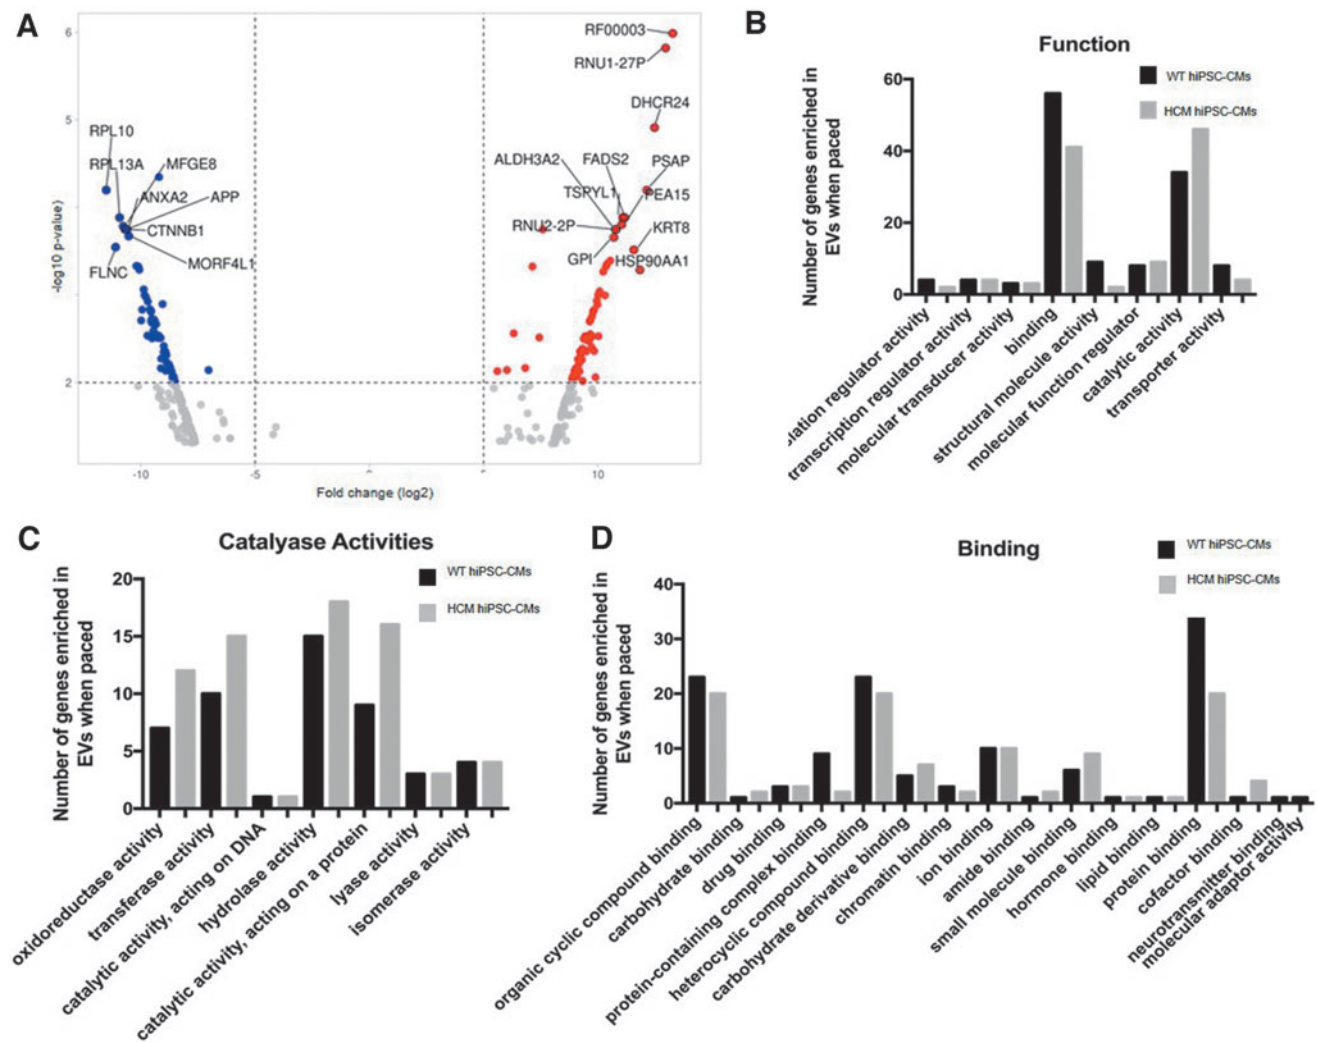 A
6
5
2
-log10 p-value)
-10
-5
10
Fold change (log2)
RF00003
RNU1-27P
DHCR24
RPL10
RPL13A
MFGE8
ANXA2
APP
CTNNB1
MORF4L1
FLNC
ALDH3A2
FADS2
PSAP
TSPYL1
PEA15
RNU2-2P
KRT8
GPI
HSP90AA1
B
Function
WT hiPSC-CMs
HCM hiPSC-CMs
Number of genes enriched in
EVs when paced
60
40
20
0
lation regulator activity
transcription regulator activity
molecular transducer activity
binding
structural molecule activity
molecular function regulator
catalytic activity
transporter activity
C
Catalyase Activities
WT hiPSC-CMs
HCM hiPSC-CMs
Number of genes enriched in
EVs when paced
20
15
10
5
0
oxidoreductase activity
transferase activity
catalytic activity, acting on DNA
hydrolase activity
catalytic activity, acting on a protein
lyase activity
isomerase activity
D
Binding
WT hiPSC-CMs
HCM hiPSC-CMs
Number of genes enriched in
EVs when paced
40
30
20
10
0
organic cyclic compound binding
carbohydrate binding
drug binding
protein-containing complex binding
heterocyclic compound binding
carbohydrate derivative binding
chromatin binding
ion binding
amide binding
small molecule binding
hormone binding
lipid binding
protein binding
cofactor binding
neurotransmitter binding
molecular adaptor activity